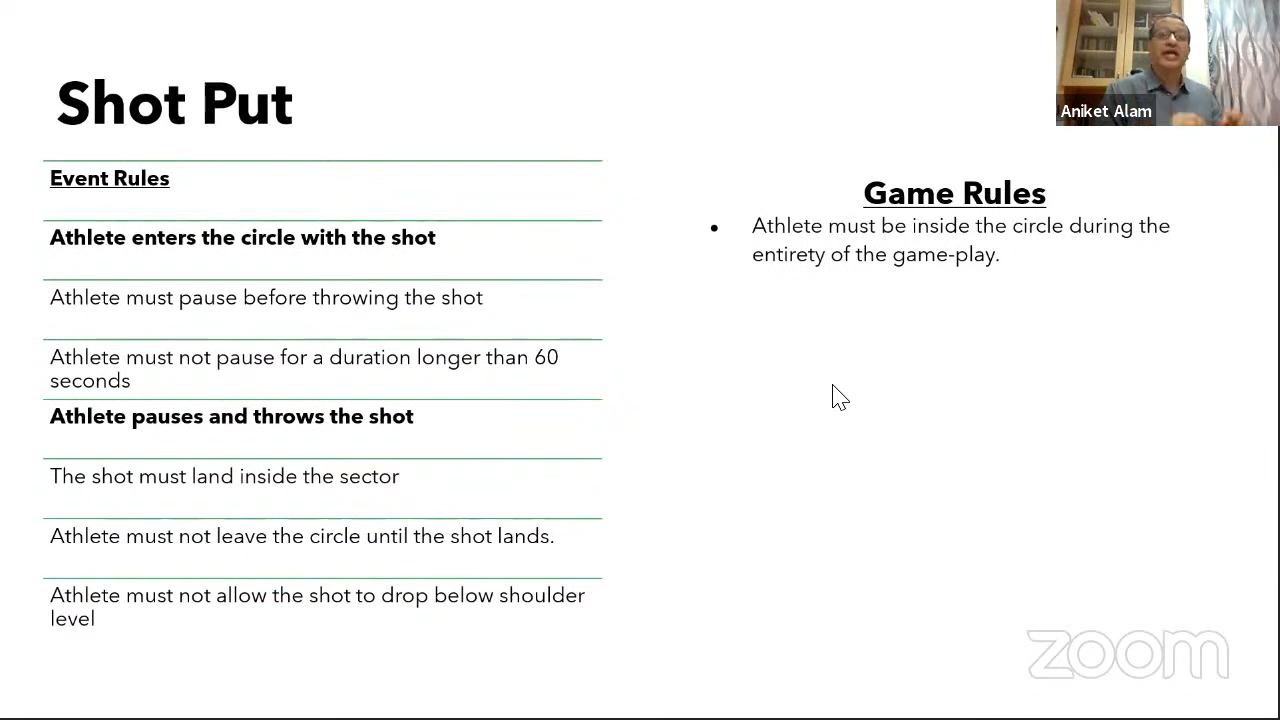 Shot Put
Event Rules
Athlete enters the circle with the shot
Athlete must pause before throwing the shot
Athlete must not pause for a duration longer than 60
seconds
Athlete pauses and throws the shot
The shot must land inside the sector
Athlete must not leave the circle until the shot lands.
Athlete must not allow the shot to drop below shoulder
level
Game Rules
• Athlete must be inside the circle during the
entirety of the game-play.
Aniket Alam
zoom